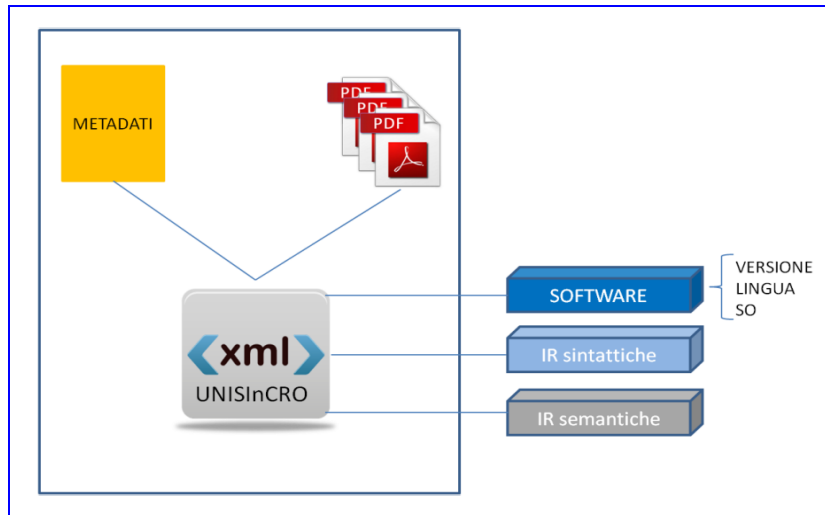 METADATI
PDF
PDF
PDF
VERSIONE
LINGUA
SO
SOFTWARE
xml
UNISInCRO
IR sintattiche
IR semantiche